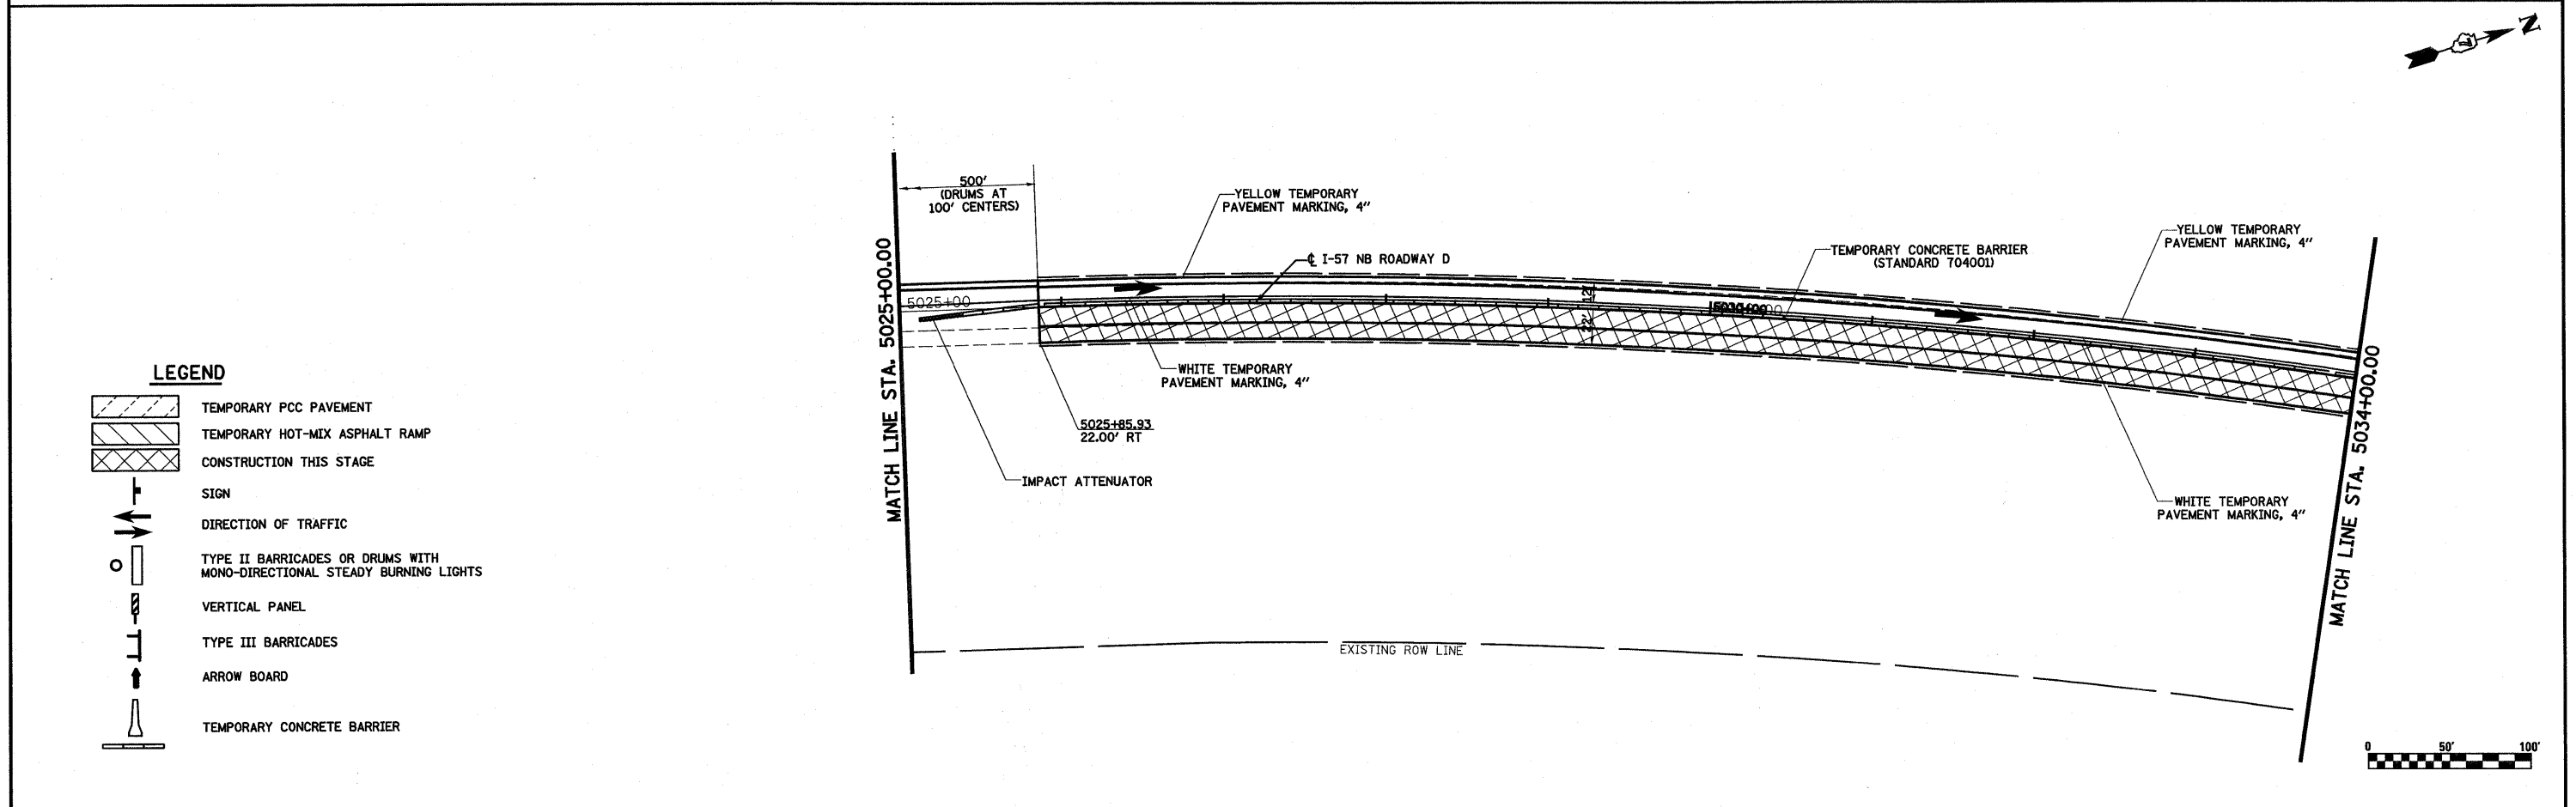 N
500'
(DRUMS AT
100' CENTERS)
YELLOW TEMPORARY
PAVEMENT MARKING, 4"
℄ I-57 NB ROADWAY D
TEMPORARY CONCRETE BARRIER
(STANDARD 704001)
YELLOW TEMPORARY
PAVEMENT MARKING, 4"
MATCH LINE STA. 5025+00.00
5025+00
12'
22'
WHITE TEMPORARY
PAVEMENT MARKING, 4"
5025+85.93
22.00' RT
IMPACT ATTENUATOR
WHITE TEMPORARY
PAVEMENT MARKING, 4"
MATCH LINE STA. 5034+00.00
EXISTING ROW LINE
LEGEND
TEMPORARY PCC PAVEMENT
TEMPORARY HOT-MIX ASPHALT RAMP
CONSTRUCTION THIS STAGE
SIGN
DIRECTION OF TRAFFIC
TYPE II BARRICADES OR DRUMS WITH
MONO-DIRECTIONAL STEADY BURNING LIGHTS
VERTICAL PANEL
TYPE III BARRICADES
ARROW BOARD
TEMPORARY CONCRETE BARRIER
0 50' 100'